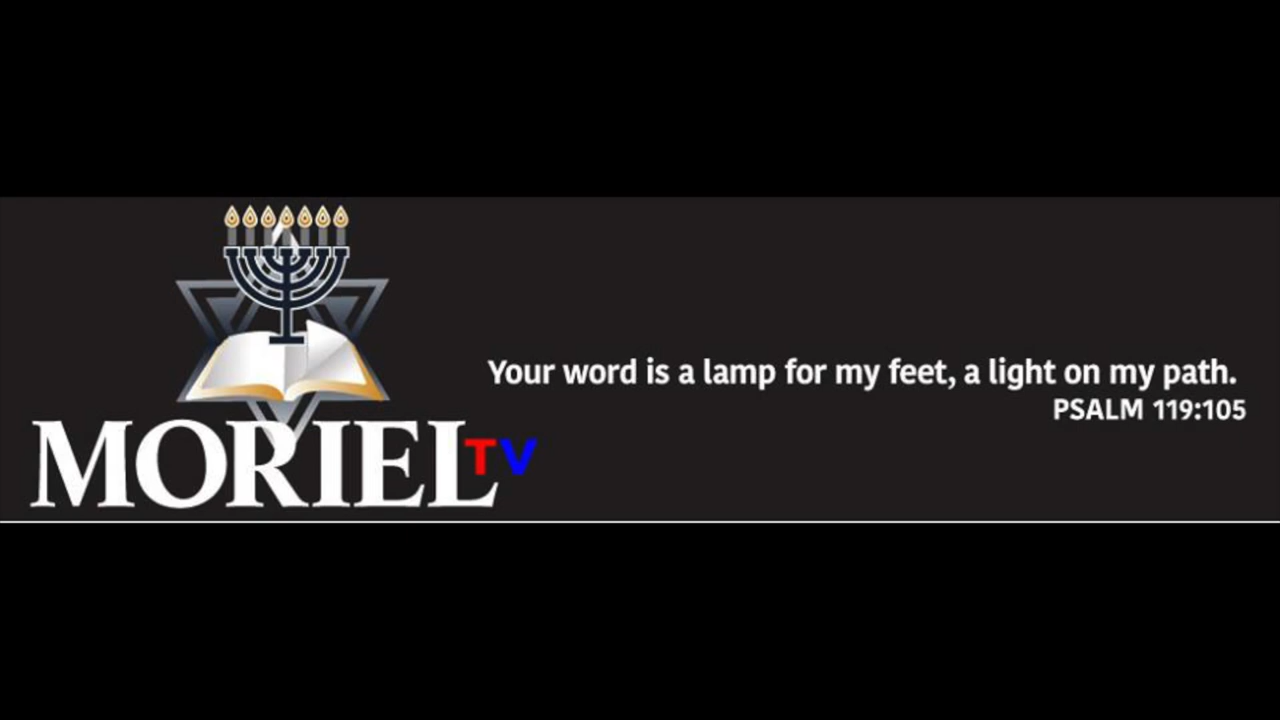 Your word is a lamp for my feet, a light on my path.
PSALM 119:105
MORIEL TV